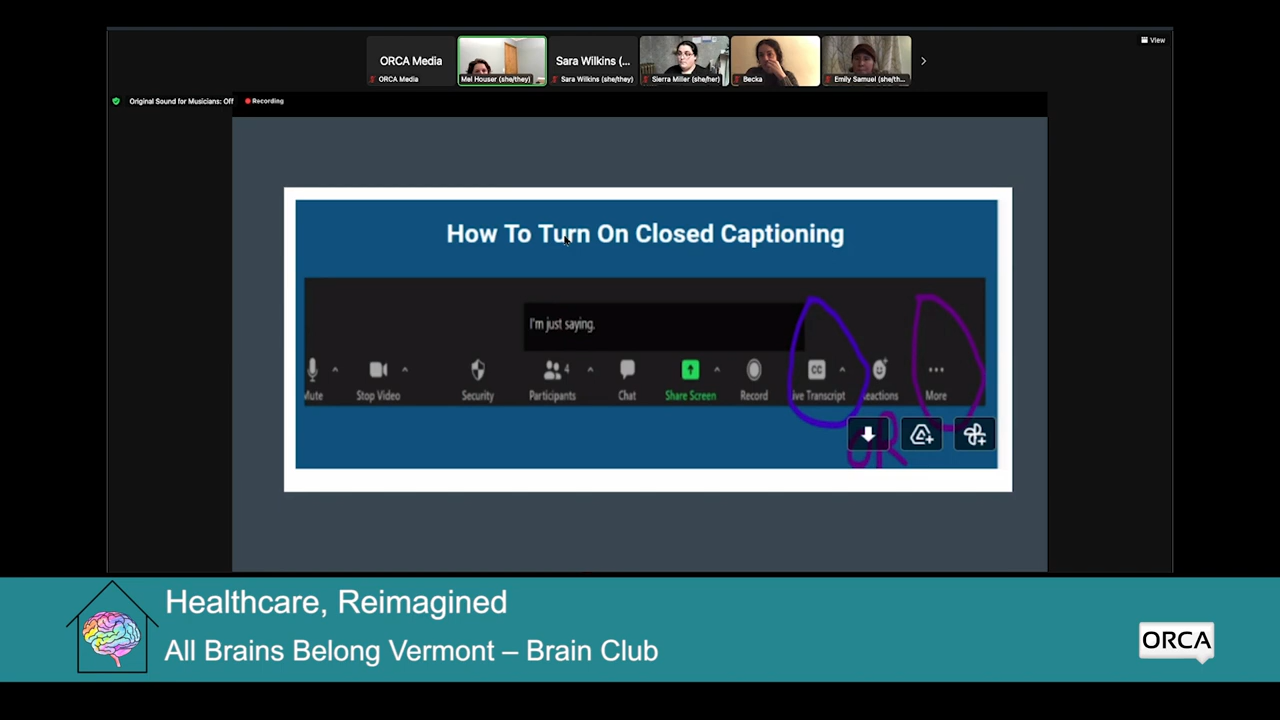 View
ORCA Media
Sara Wilkins (...
ORCA Media
Mel Houser (she/they)
Sara Wilkins (she/they)
Sierra Miller (she/her)
Becka
Emily Samuel (she/th...
Original Sound for Musicians: Off
Recording
How To Turn On Closed Captioning
I'm just saying.
4
CC
Mute
Stop Video
Security
Participants
Chat
Share Screen
Record
ive Transcript
Reactions
More
OR
Healthcare, Reimagined
All Brains Belong Vermont – Brain Club
ORCA